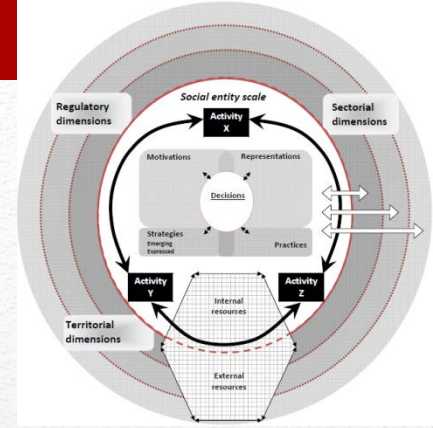 Social entity scale
Regulatory
dimensions
Sectorial
dimensions
Activity
X
Motivations
Representations
Decisions
Strategies
Emerging
Expressed
Practices
Activity
Y
Activity
Z
Internal
resources
Territorial
dimensions
External
resources